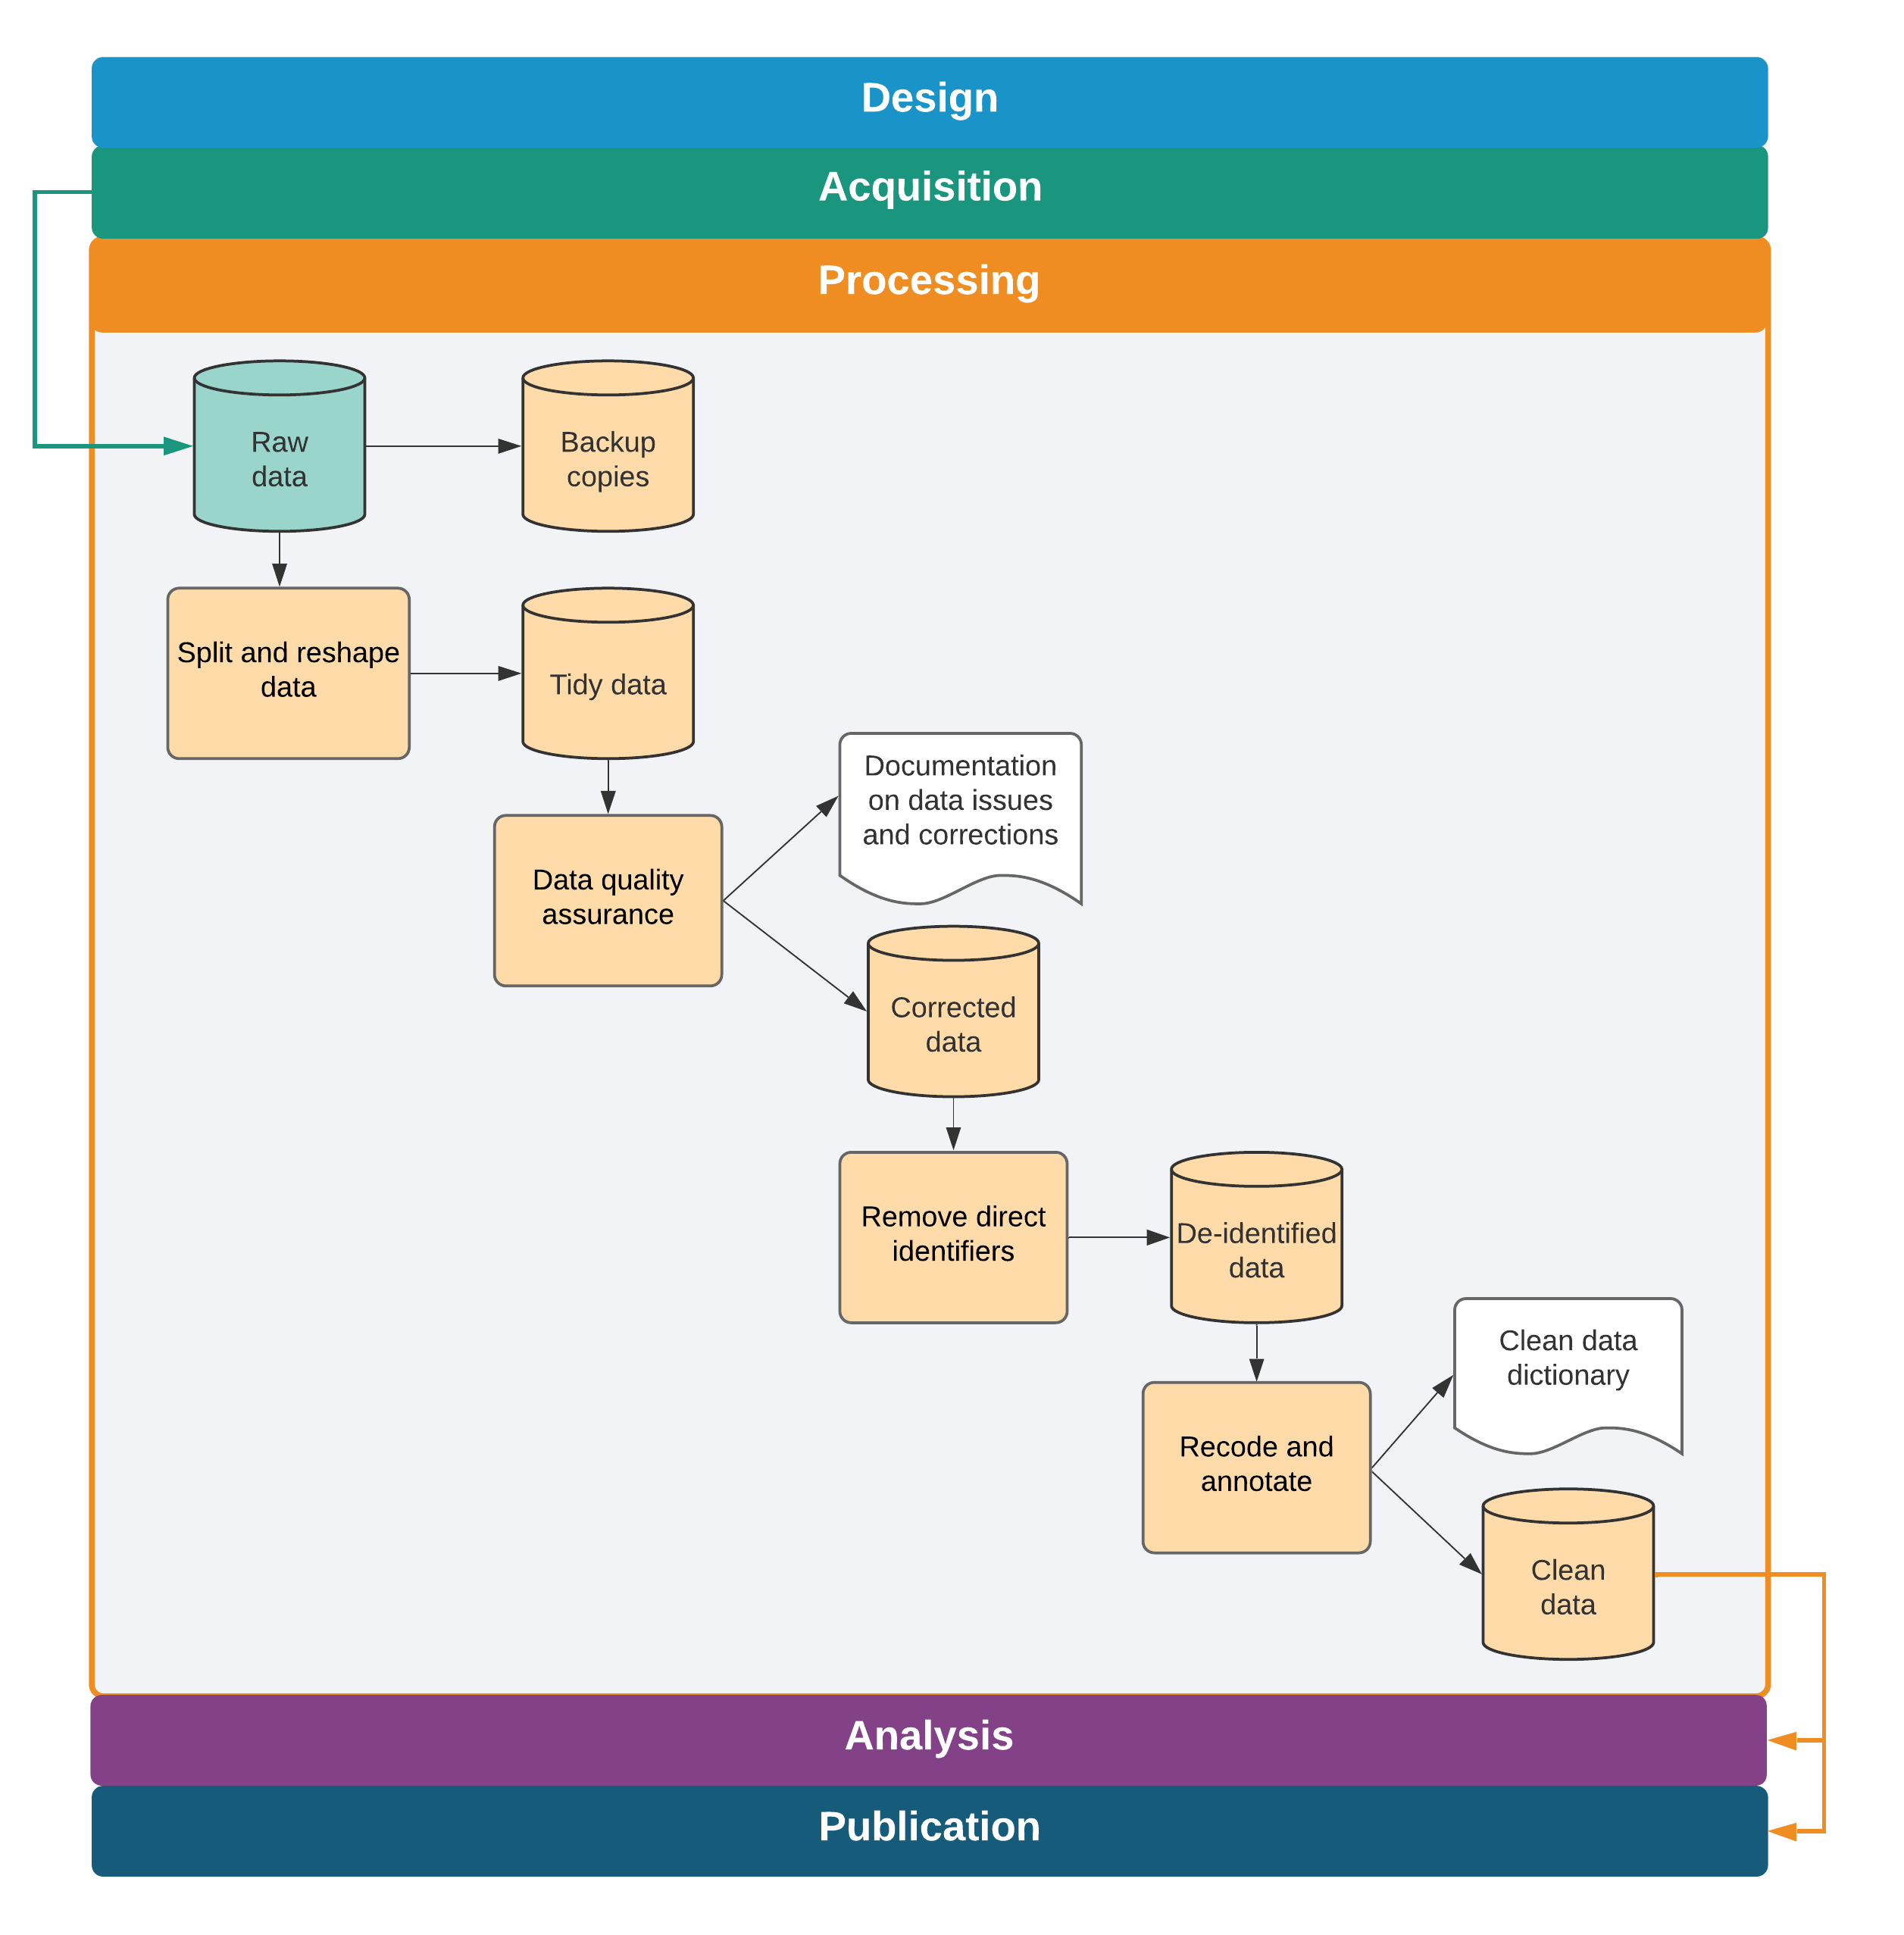 Design
Acquisition
Processing
Raw
data
Backup
copies
Split and reshape
data
Tidy data
Documentation
on data issues
and corrections
Data quality
assurance
Corrected
data
Remove direct
identifiers
De-identified
data
Clean data
dictionary
Recode and
annotate
Clean
data
Analysis
Publication